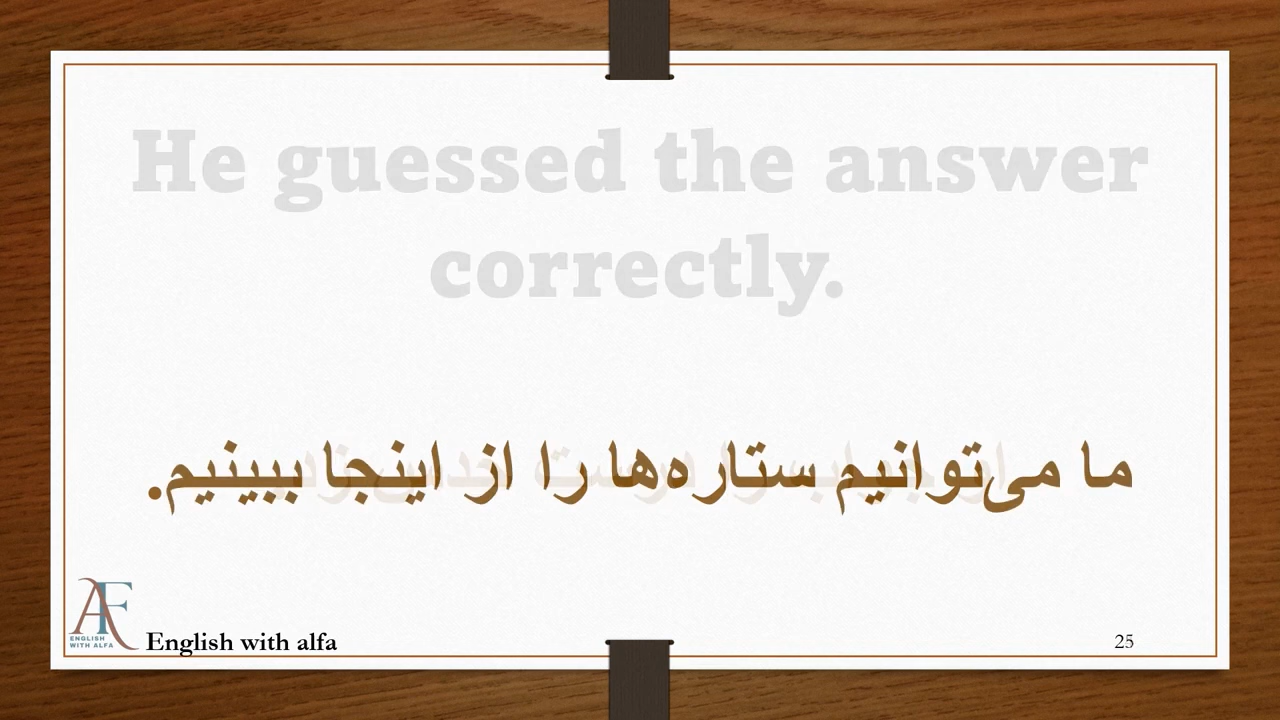 He guessed the answer
correctly.
ما می‌توانیم ستاره‌ها را از اینجا ببینیم.
AF
ENGLISH
WITH ALFA
English with alfa
25